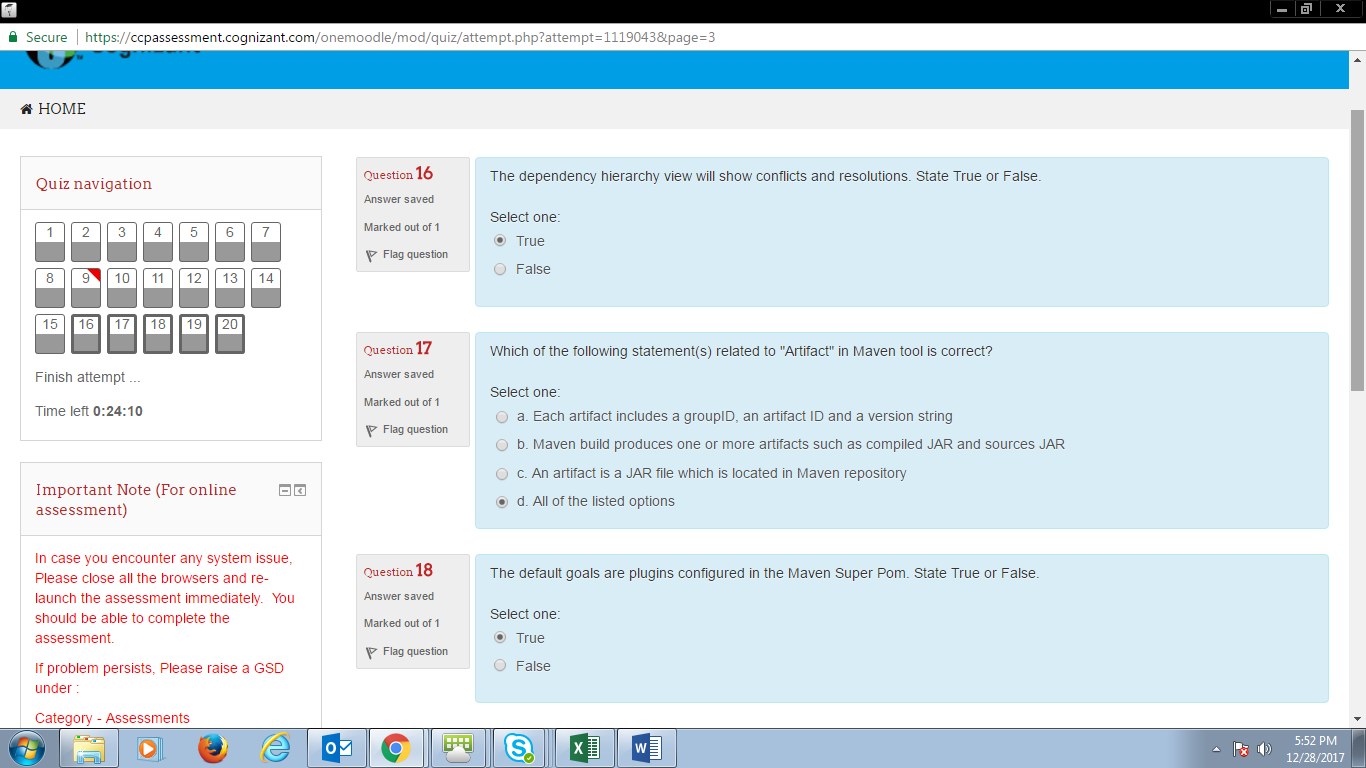 Secure https://ccpassessment.cognizant.com/onemoodle/mod/quiz/attempt.php?attempt=1119043&page=3
HOME
Quiz navigation
1 2 3 4 5 6 7
8 9 10 11 12 13 14
15 16 17 18 19 20
Finish attempt ...
Time left 0:24:10
Important Note (For online
assessment)
In case you encounter any system issue,
Please close all the browsers and re-
launch the assessment immediately. You
should be able to complete the
assessment.
If problem persists, Please raise a GSD
under :
Category - Assessments
Question 16
Answer saved
Marked out of 1
Flag question
The dependency hierarchy view will show conflicts and resolutions. State True or False.
Select one:
True
False
Question 17
Answer saved
Marked out of 1
Flag question
Which of the following statement(s) related to "Artifact" in Maven tool is correct?
Select one:
a. Each artifact includes a groupID, an artifact ID and a version string
b. Maven build produces one or more artifacts such as compiled JAR and sources JAR
c. An artifact is a JAR file which is located in Maven repository
d. All of the listed options
Question 18
Answer saved
Marked out of 1
Flag question
The default goals are plugins configured in the Maven Super Pom. State True or False.
Select one:
True
False
5:52 PM
12/28/2017